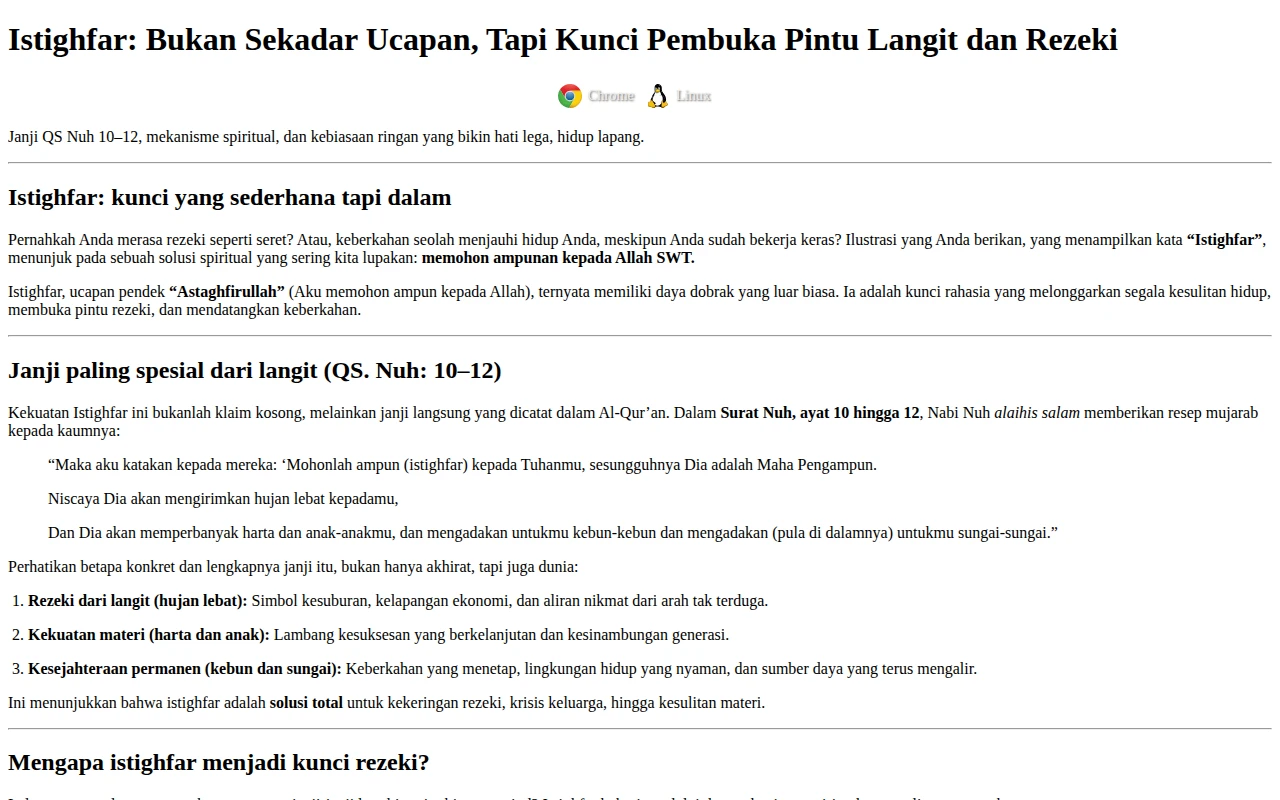 Istighfar: Bukan Sekadar Ucapan, Tapi Kunci Pembuka Pintu Langit dan Rezeki
Chrome Linux
Janji QS Nuh 10–12, mekanisme spiritual, dan kebiasaan ringan yang bikin hati lega, hidup lapang.
Istighfar: kunci yang sederhana tapi dalam
Pernahkah Anda merasa rezeki seperti seret? Atau, keberkahan seolah menjauhi hidup Anda, meskipun Anda sudah bekerja keras? Ilustrasi yang Anda berikan, yang menampilkan kata “Istighfar”,
menunjuk pada sebuah solusi spiritual yang sering kita lupakan: memohon ampunan kepada Allah SWT.
Istighfar, ucapan pendek “Astaghfirullah” (Aku memohon ampun kepada Allah), ternyata memiliki daya dobrak yang luar biasa. Ia adalah kunci rahasia yang melonggarkan segala kesulitan hidup,
membuka pintu rezeki, dan mendatangkan keberkahan.
Janji paling spesial dari langit (QS. Nuh: 10–12)
Kekuatan Istighfar ini bukanlah klaim kosong, melainkan janji langsung yang dicatat dalam Al-Qur’an. Dalam Surat Nuh, ayat 10 hingga 12, Nabi Nuh alaihis salam memberikan resep mujarab
kepada kaumnya:
“Maka aku katakan kepada mereka: ‘Mohonlah ampun (istighfar) kepada Tuhanmu, sesungguhnya Dia adalah Maha Pengampun.
Niscaya Dia akan mengirimkan hujan lebat kepadamu,
Dan Dia akan memperbanyak harta dan anak-anakmu, dan mengadakan untukmu kebun-kebun dan mengadakan (pula di dalamnya) untukmu sungai-sungai.”
Perhatikan betapa konkret dan lengkapnya janji itu, bukan hanya akhirat, tapi juga dunia:
1. Rezeki dari langit (hujan lebat): Simbol kesuburan, kelapangan ekonomi, dan aliran nikmat dari arah tak terduga.
2. Kekuatan materi (harta dan anak): Lambang kesuksesan yang berkelanjutan dan kesinambungan generasi.
3. Kesejahteraan permanen (kebun dan sungai): Keberkahan yang menetap, lingkungan hidup yang nyaman, dan sumber daya yang terus mengalir.
Ini menunjukkan bahwa istighfar adalah solusi total untuk kekeringan rezeki, krisis keluarga, hingga kesulitan materi.
Mengapa istighfar menjadi kunci rezeki?